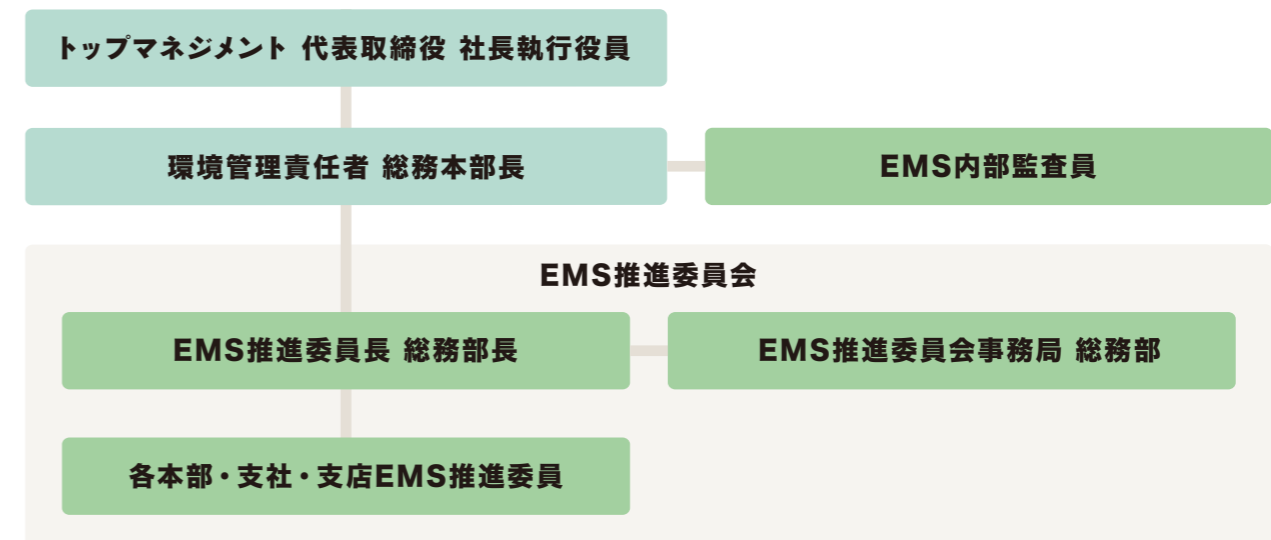 トップマネジメント 代表取締役 社長執行役員
環境管理責任者 総務本部長
EMS内部監査員
EMS推進委員会
EMS推進委員長 総務部長
EMS推進委員会事務局 総務部
各本部・支社・支店EMS推進委員